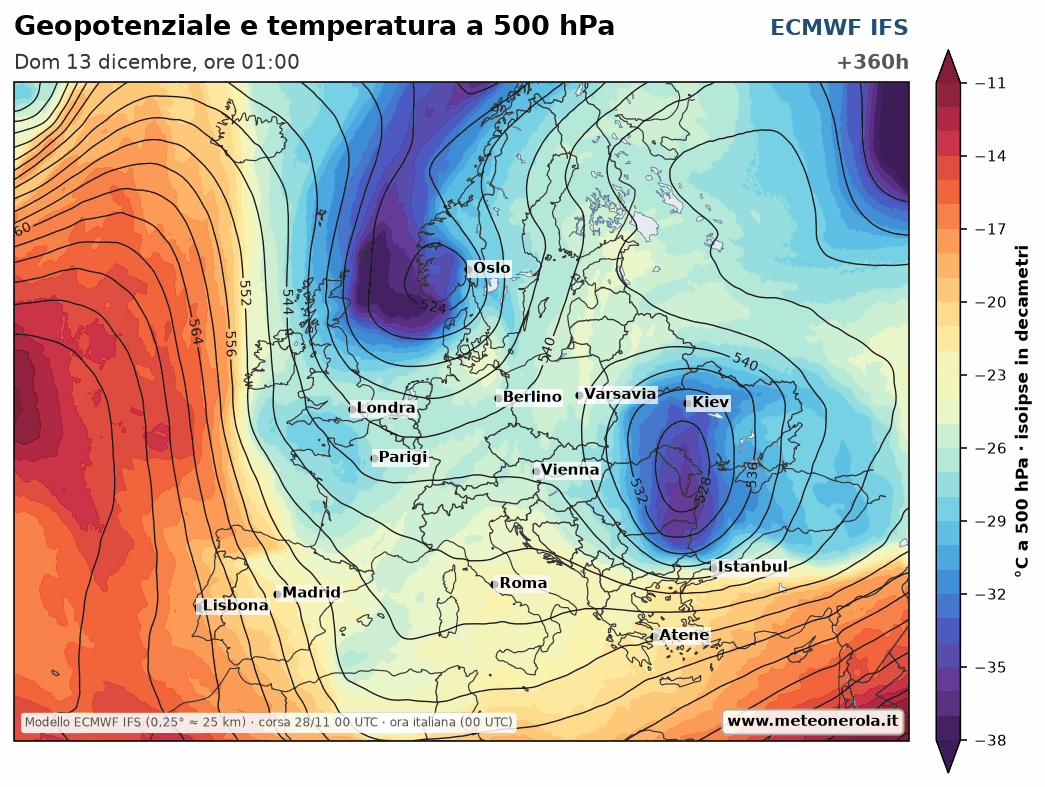 Geopotenziale e temperatura a 500 hPa
ECMWF IFS
Dom 13 dicembre, ore 01:00
+360h
60
552
544
564
556
524
540
540
532
528
536
Oslo
Londra
Berlino
Varsavia
Kiev
Parigi
Vienna
Istanbul
Roma
Madrid
Lisbona
Atene
Modello ECMWF IFS (0,25° ≈ 25 km) · corsa 28/11 00 UTC · ora italiana (00 UTC)
www.meteonerola.it
−11
−14
−17
−20
−23
−26
−29
−32
−35
−38
°C a 500 hPa · isoipse in decametri